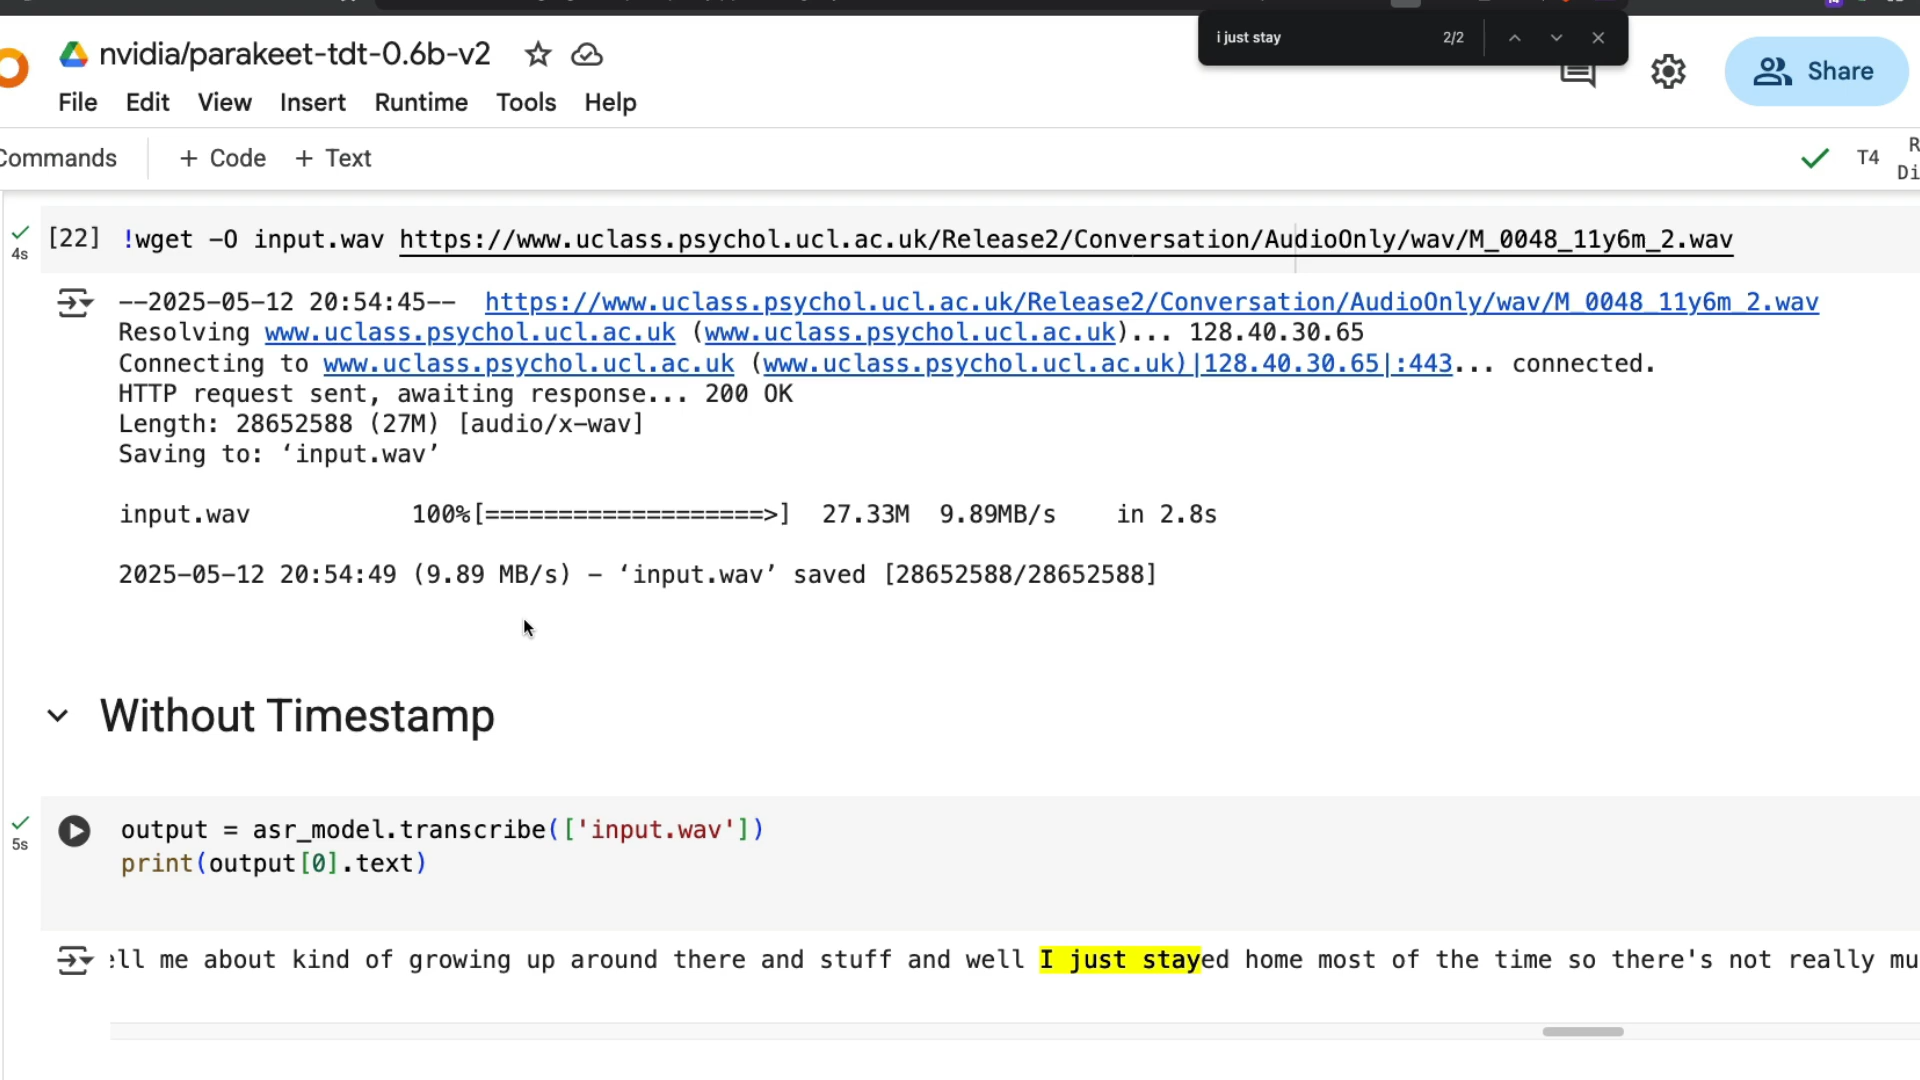 i just stay 2/2
nvidia/parakeet-tdt-0.6b-v2
Share
File Edit View Insert Runtime Tools Help
Commands + Code + Text T4
[22] !wget -O input.wav https://www.uclass.psychol.ucl.ac.uk/Release2/Conversation/AudioOnly/wav/M_0048_11y6m_2.wav
4s
--2025-05-12 20:54:45-- https://www.uclass.psychol.ucl.ac.uk/Release2/Conversation/AudioOnly/wav/M_0048_11y6m_2.wav
Resolving www.uclass.psychol.ucl.ac.uk (www.uclass.psychol.ucl.ac.uk)... 128.40.30.65
Connecting to www.uclass.psychol.ucl.ac.uk (www.uclass.psychol.ucl.ac.uk)|128.40.30.65|:443... connected.
HTTP request sent, awaiting response... 200 OK
Length: 28652588 (27M) [audio/x-wav]
Saving to: ‘input.wav’
input.wav 100%[===================>] 27.33M 9.89MB/s in 2.8s
2025-05-12 20:54:49 (9.89 MB/s) - ‘input.wav’ saved [28652588/28652588]
Without Timestamp
output = asr_model.transcribe(['input.wav'])
5s
print(output[0].text)
ell me about kind of growing up around there and stuff and well I just stayed home most of the time so there's not really mu